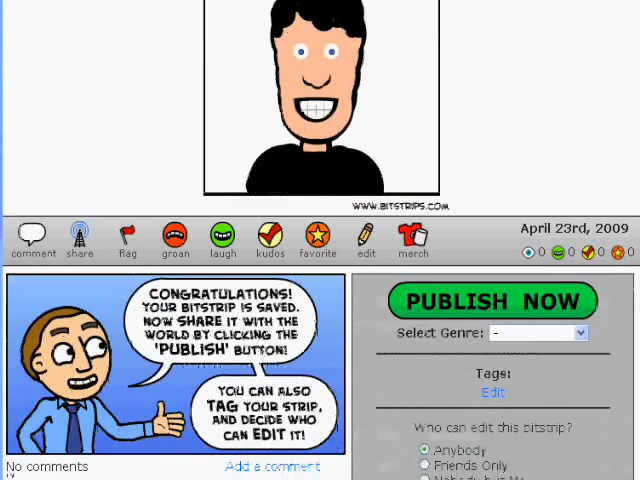 WWW.BITSTRIPS.COM
comment share flag groan laugh kudos favorite edit merch
April 23rd, 2009
0 0 0 0
CONGRATULATIONS!
YOUR BITSTRIP IS SAVED.
NOW SHARE IT WITH THE
WORLD BY CLICKING THE
'PUBLISH' BUTTON!
YOU CAN ALSO
TAG YOUR STRIP,
AND DECIDE WHO
CAN EDIT IT!
PUBLISH NOW
Select Genre: -
Tags:
Edit
Who can edit this bitstrip?
Anybody
Friends Only
No comments
Add a comment